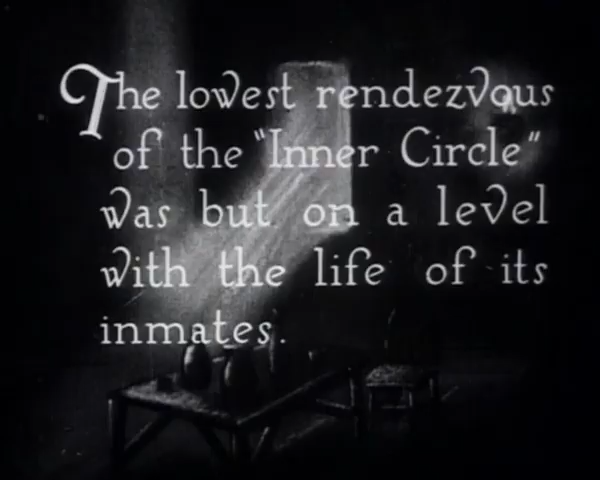 The lowest rendezvous
of the "Inner Circle"
was but on a level
with the life of its
inmates.